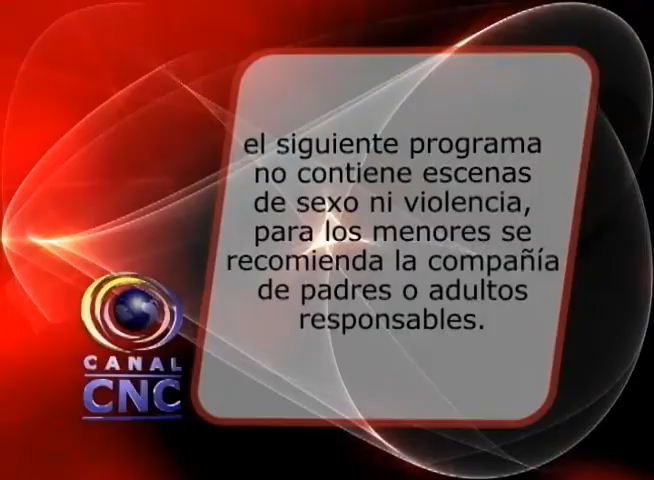 el siguiente programa
no contiene escenas
de sexo ni violencia,
para los menores se
recomienda la compañía
de padres o adultos
responsables.
CANAL
CNC